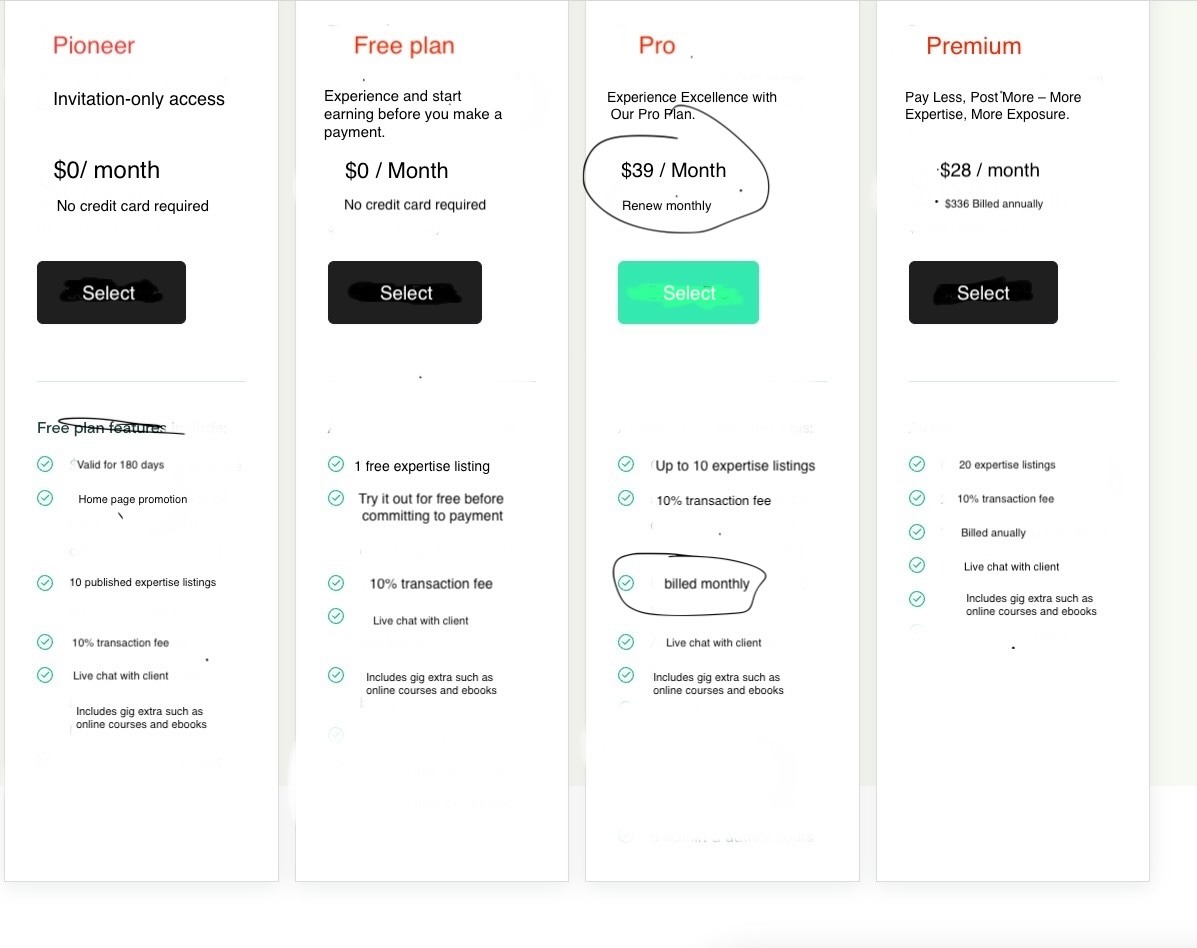 Pioneer
Invitation-only access
$0/ month
No credit card required
Select
Free plan features
Valid for 180 days
Home page promotion
10 published expertise listings
10% transaction fee
Live chat with client
Includes gig extra such as
online courses and ebooks
Free plan
Experience and start
earning before you make a
payment.
$0 / Month
No credit card required
Select
1 free expertise listing
Try it out for free before
committing to payment
10% transaction fee
Live chat with client
Includes gig extra such as
online courses and ebooks
Pro
Experience Excellence with
Our Pro Plan.
$39 / Month
Renew monthly
Select
Up to 10 expertise listings
10% transaction fee
billed monthly
Live chat with client
Includes gig extra such as
online courses and ebooks
Premium
Pay Less, Post More – More
Expertise, More Exposure.
$28 / month
$336 Billed annually
Select
20 expertise listings
10% transaction fee
Billed anually
Live chat with client
Includes gig extra such as
online courses and ebooks